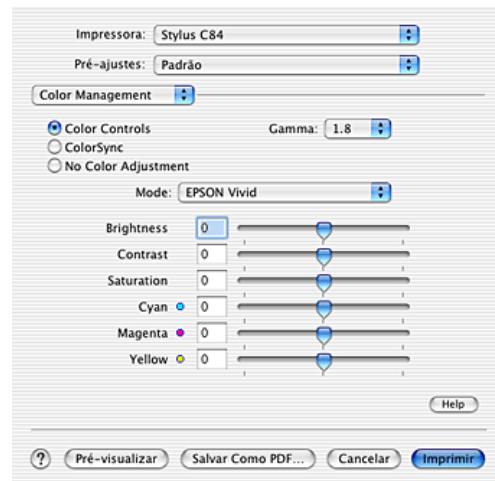 Impressora: Stylus C84
Pré-ajustes: Padrão
Color Management
Color Controls Gamma: 1.8
ColorSync
No Color Adjustment
Mode: EPSON Vivid
Brightness 0
Contrast 0
Saturation 0
Cyan 0
Magenta 0
Yellow 0
Help
? Pré-visualizar Salvar Como PDF... Cancelar Imprimir